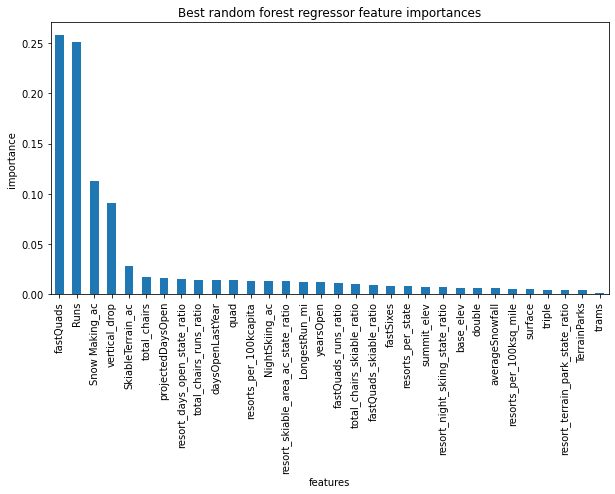 Best random forest regressor feature importances
importance
0.25
0.20
0.15
0.10
0.05
0.00
fastQuads
Runs
Snow Making_ac
vertical_drop
SkiableTerrain_ac
total_chairs
projectedDaysOpen
resort_days_open_state_ratio
total_chairs_runs_ratio
daysOpenLastYear
quad
resorts_per_100kcapita
NightSkiing_ac
resort_skiable_area_ac_state_ratio
LongestRun_mi
yearsOpen
fastQuads_runs_ratio
total_chairs_skiable_ratio
fastQuads_skiable_ratio
fastSixes
resorts_per_state
summit_elev
resort_night_skiing_state_ratio
base_elev
double
averageSnowfall
resorts_per_100ksq_mile
surface
triple
resort_terrain_park_state_ratio
TerrainParks
trams
features